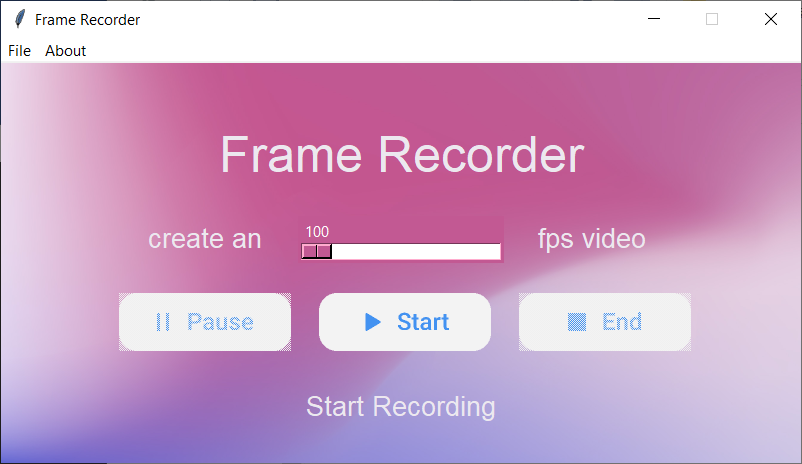 Frame Recorder
File About
Frame Recorder
100
create an fps video
Pause Start End
Start Recording